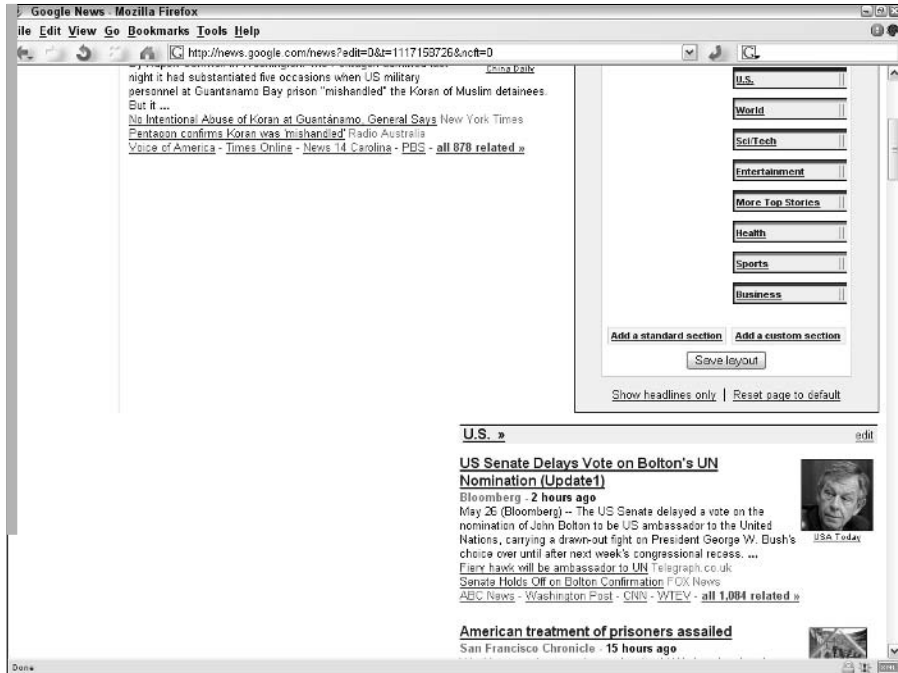 Google News - Mozilla Firefox
ile Edit View Go Bookmarks Tools Help
http://news.google.com/news?edit=0&t=1117158726&ncft=0
China Daily
night it had substantiated five occasions when US military
personnel at Guantanamo Bay prison "mishandled" the Koran of Muslim detainees.
But it ...
No Intentional Abuse of Koran at Guantánamo, General Says New York Times
Pentagon confirms Koran was 'mishandled' Radio Australia
Voice of America - Times Online - News 14 Carolina - PBS - all 878 related »
U.S.
World
Sci/Tech
Entertainment
More Top Stories
Health
Sports
Business
Add a standard section Add a custom section
Save layout
Show headlines only | Reset page to default
U.S. » edit
US Senate Delays Vote on Bolton's UN
Nomination (Update1)
Bloomberg - 2 hours ago
May 26 (Bloomberg) -- The US Senate delayed a vote on the
nomination of John Bolton to be US ambassador to the United
Nations, carrying a drawn-out fight on President George W. Bush's
choice over until after next week's congressional recess. ...
USA Today
Fiery hawk will be ambassador to UN Telegraph.co.uk
Senate Holds Off on Bolton Confirmation FOX News
ABC News - Washington Post - CNN - WTEV - all 1,084 related »
American treatment of prisoners assailed
San Francisco Chronicle - 15 hours ago
Done